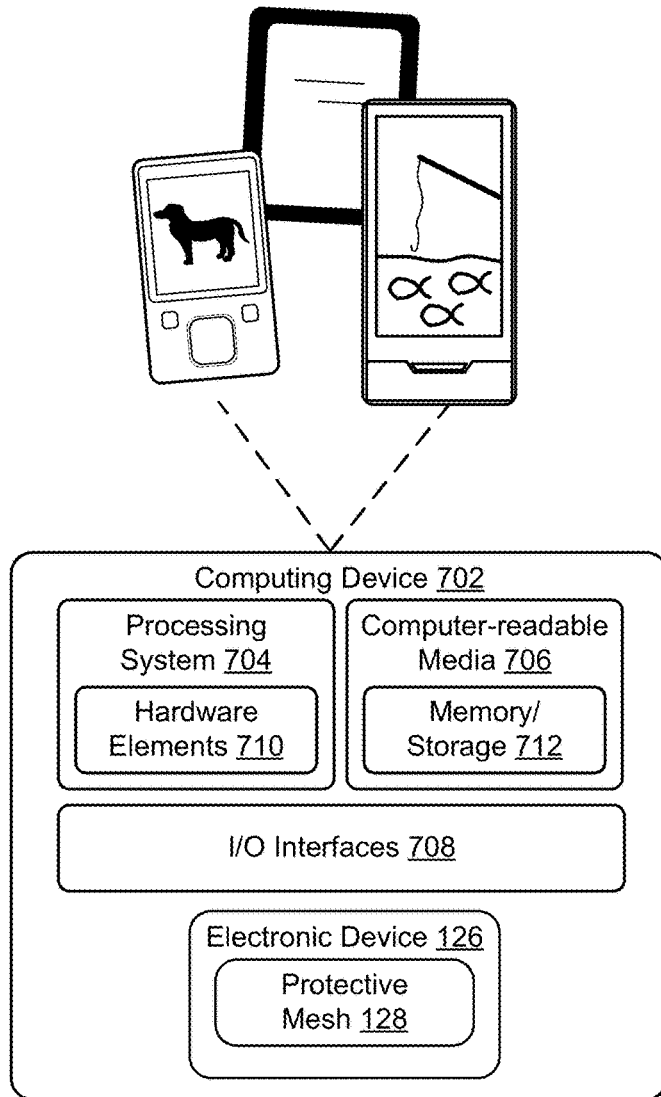 Computing Device 702
Processing
System 704
Hardware
Elements 710
Computer-readable
Media 706
Memory/
Storage 712
I/O Interfaces 708
Electronic Device 126
Protective
Mesh 128